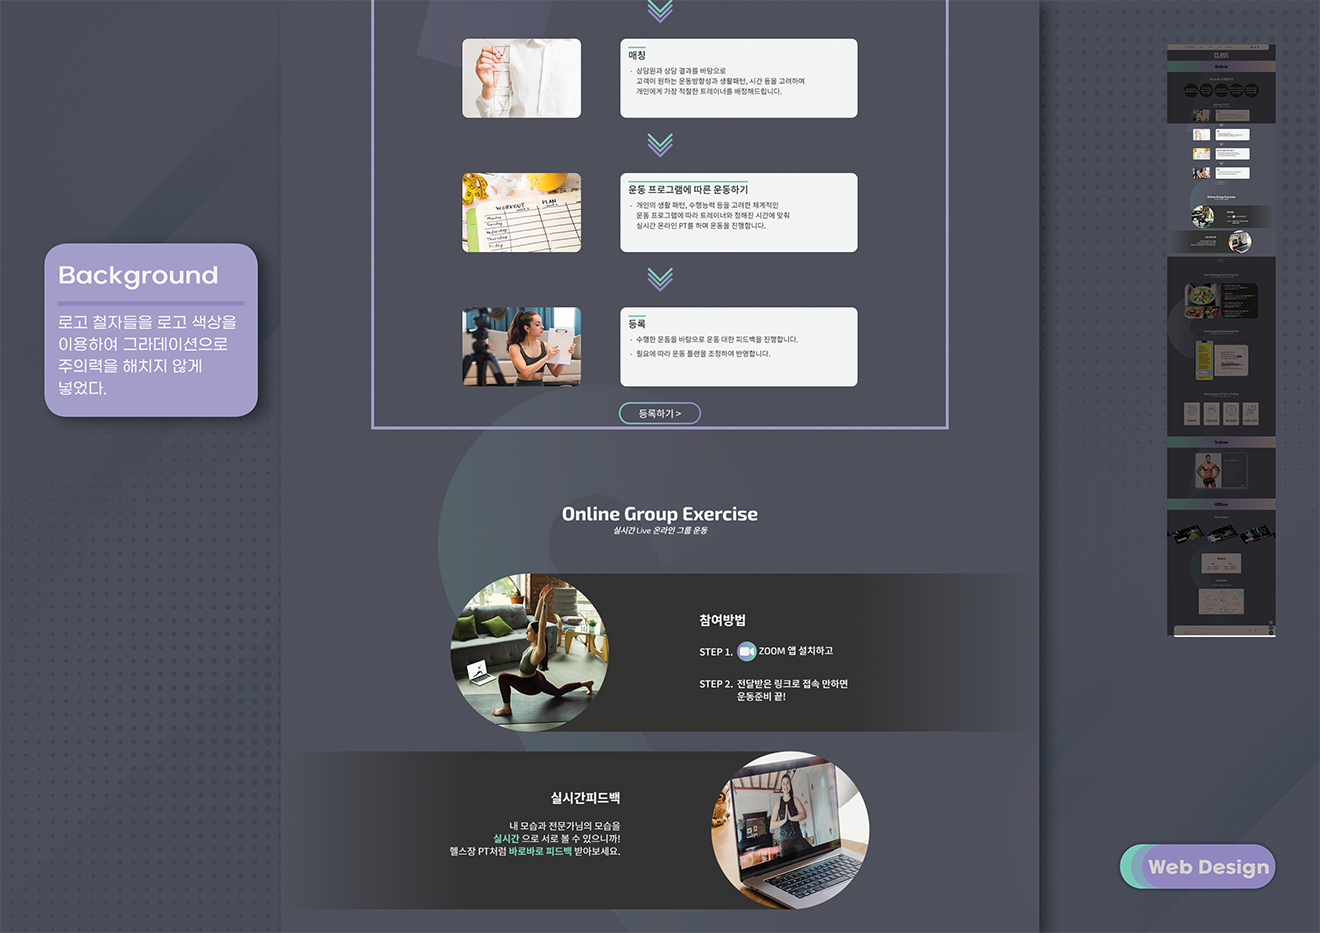 매칭
- 상담원과 상담 결과를 바탕으로
고객이 원하는 운동방향성과 생활패턴, 시간 등을 고려하여
개인에게 가장 적절한 트레이너를 배정해드립니다.
WORKOUT PLAN
Monday
Tuesday
Wednesday
Thursday
Friday
운동 프로그램에 따른 운동하기
- 개인의 생활 패턴, 수행능력 등을 고려한 체계적인
운동 프로그램에 따라 트레이너와 정해진 시간에 맞춰
실시간 온라인 PT를 하며 운동을 진행합니다.
Background
로고 철자들을 로고 색상을
이용하여 그라데이션으로
주의력을 해치지 않게
넣었다.
등록
- 수행한 운동을 바탕으로 운동 대한 피드백을 진행합니다.
- 필요에 따라 운동 플랜을 조정하여 반영합니다.
등록하기 >
Online Group Exercise
실시간 Live 온라인 그룹 운동
참여방법
STEP 1. ZOOM 앱 설치하고
STEP 2. 전달받은 링크로 접속 만하면
운동준비 끝!
실시간피드백
내 모습과 전문가님의 모습을
실시간 으로 서로 볼 수 있으니까!
헬스장 PT처럼 바로바로 피드백 받아보세요.
CLASS
Online
Online Group Exercise
Trainer
Offline
Web Design